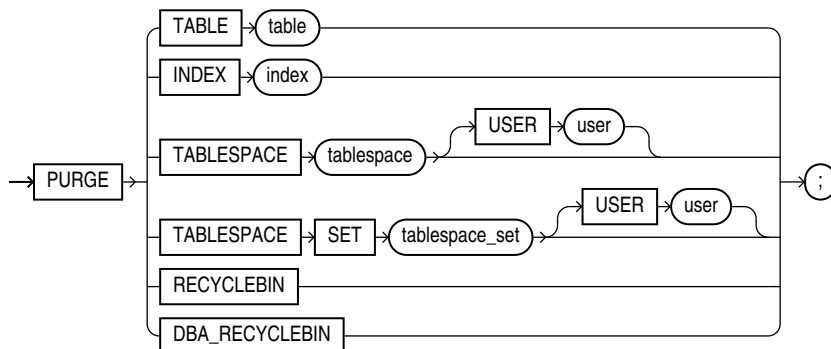 TABLE table
INDEX index
USER user
TABLESPACE tablespace
PURGE ;
USER user
TABLESPACE SET tablespace_set
RECYCLEBIN
DBA_RECYCLEBIN